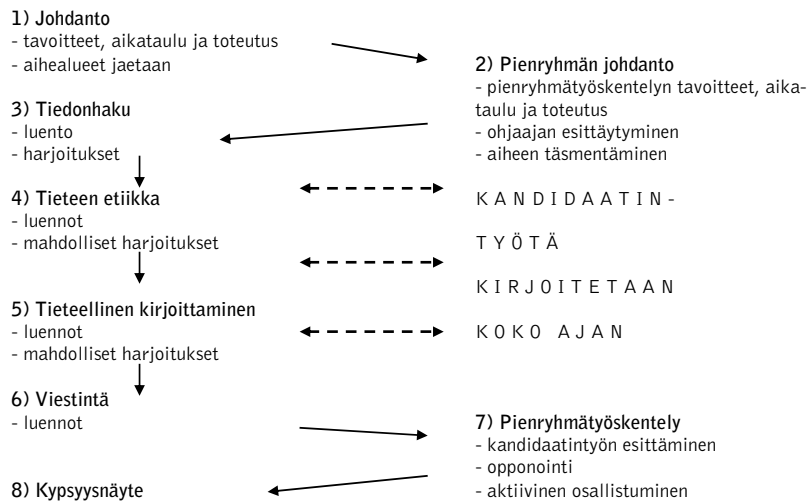 1) Johdanto
- tavoitteet, aikataulu ja toteutus
- aihealueet jaetaan
2) Pienryhmän johdanto
- pienryhmätyöskentelyn tavoitteet, aika-
taulu ja toteutus
- ohjaajan esittäytyminen
- aiheen täsmentäminen
3) Tiedonhaku
- luento
- harjoitukset
4) Tieteen etiikka
- luennot
- mahdolliset harjoitukset
K A N D I D A A T I N -
T Y Ö T Ä
K I R J O I T E T A A N
K O K O A J A N
5) Tieteellinen kirjoittaminen
- luennot
- mahdolliset harjoitukset
6) Viestintä
- luennot
7) Pienryhmätyöskentely
- kandidaatintyön esittäminen
- opponointi
- aktiivinen osallistuminen
8) Kypsyysnäyte